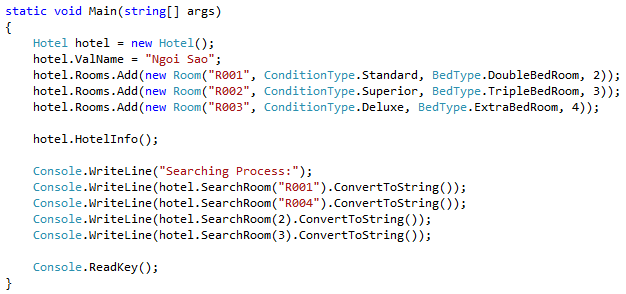 static void Main(string[] args)
{
    Hotel hotel = new Hotel();
    hotel.ValName = "Ngoi Sao";
    hotel.Rooms.Add(new Room("R001", ConditionType.Standard, BedType.DoubleBedRoom, 2));
    hotel.Rooms.Add(new Room("R002", ConditionType.Superior, BedType.TripleBedRoom, 3));
    hotel.Rooms.Add(new Room("R003", ConditionType.Deluxe, BedType.ExtraBedRoom, 4));

    hotel.HotelInfo();

    Console.WriteLine("Searching Process:");
    Console.WriteLine(hotel.SearchRoom("R001").ConvertToString());
    Console.WriteLine(hotel.SearchRoom("R004").ConvertToString());
    Console.WriteLine(hotel.SearchRoom(2).ConvertToString());
    Console.WriteLine(hotel.SearchRoom(3).ConvertToString());

    Console.ReadKey();
}